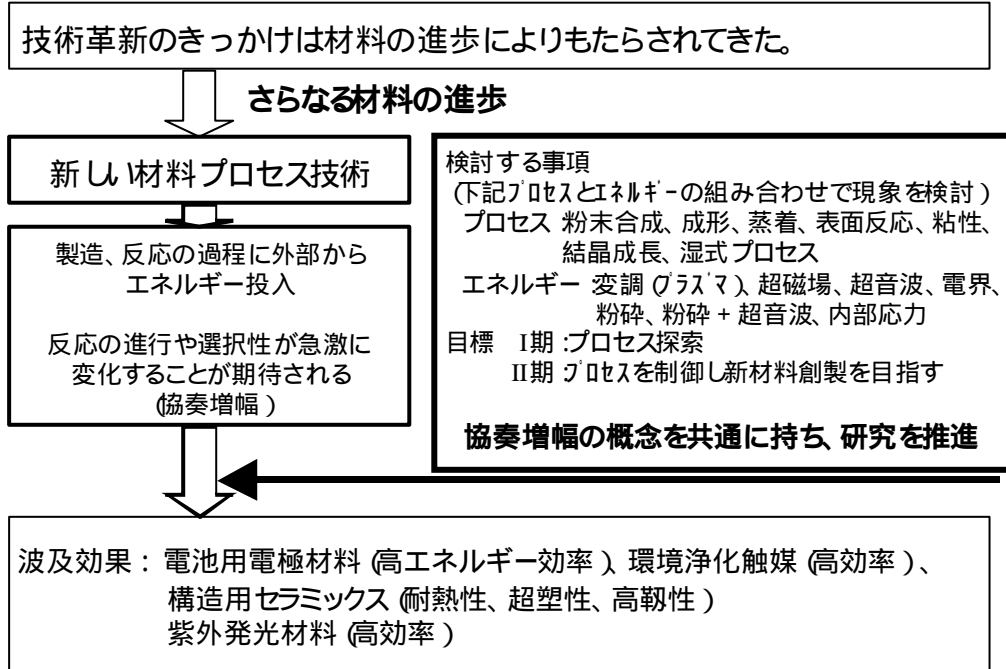 技術革新のきっかけは材料の進歩によりもたらされてきた。
さらなる材料の進歩
新しい材料プロセス技術
製造、反応の過程に外部から
エネルギー投入
反応の進行や選択性が急激に
変化することが期待される
(協奏増幅)
検討する事項
(下記プロセスとエネルギーの組み合わせで現象を検討)
プロセス:粉末合成、成形、蒸着、表面反応、粘性、
結晶成長、湿式プロセス
エネルギー:変調(プラズマ)、超磁場、超音波、電界、
粉砕、粉砕+超音波、内部応力
目標 I期:プロセス探索
II期:プロセスを制御し新材料創製を目指す
協奏増幅の概念を共通に持ち、研究を推進
波及効果:電池用電極材料(高エネルギー効率)、環境浄化触媒(高効率)、
構造用セラミックス(耐熱性、超塑性、高靱性)
紫外発光材料(高効率)